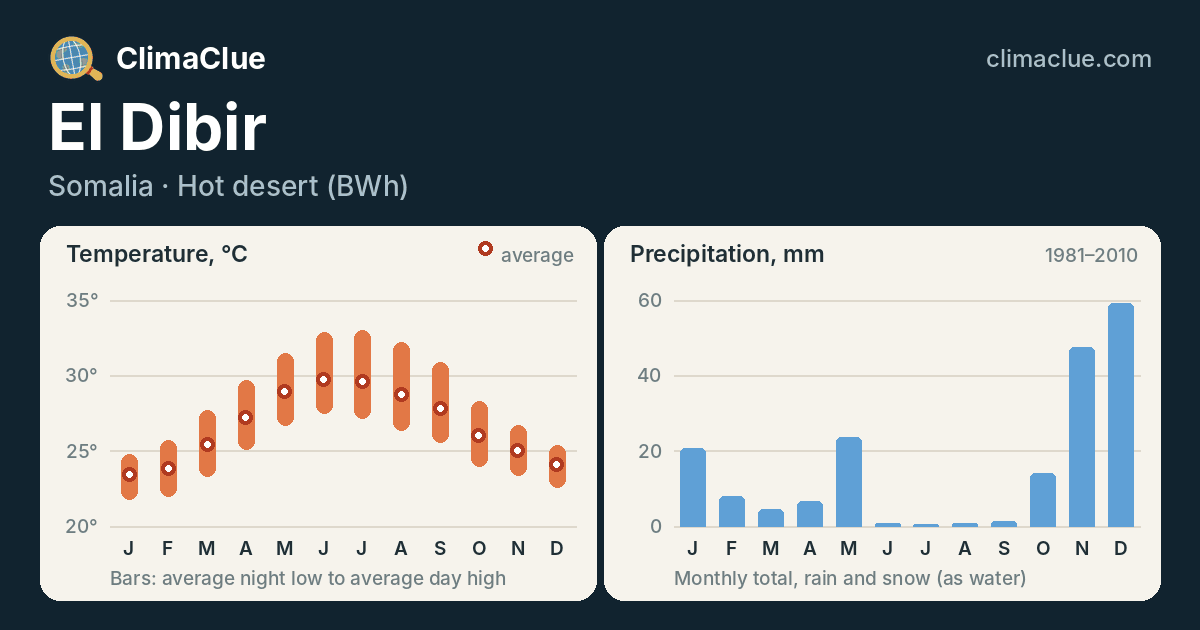 ClimaClue
climaclue.com
El Dibir
Somalia · Hot desert (BWh)
Temperature, °C
average
35°
30°
25°
20°
J F M A M J J A S O N D
Bars: average night low to average day high
Precipitation, mm
1981–2010
60
40
20
0
J F M A M J J A S O N D
Monthly total, rain and snow (as water)